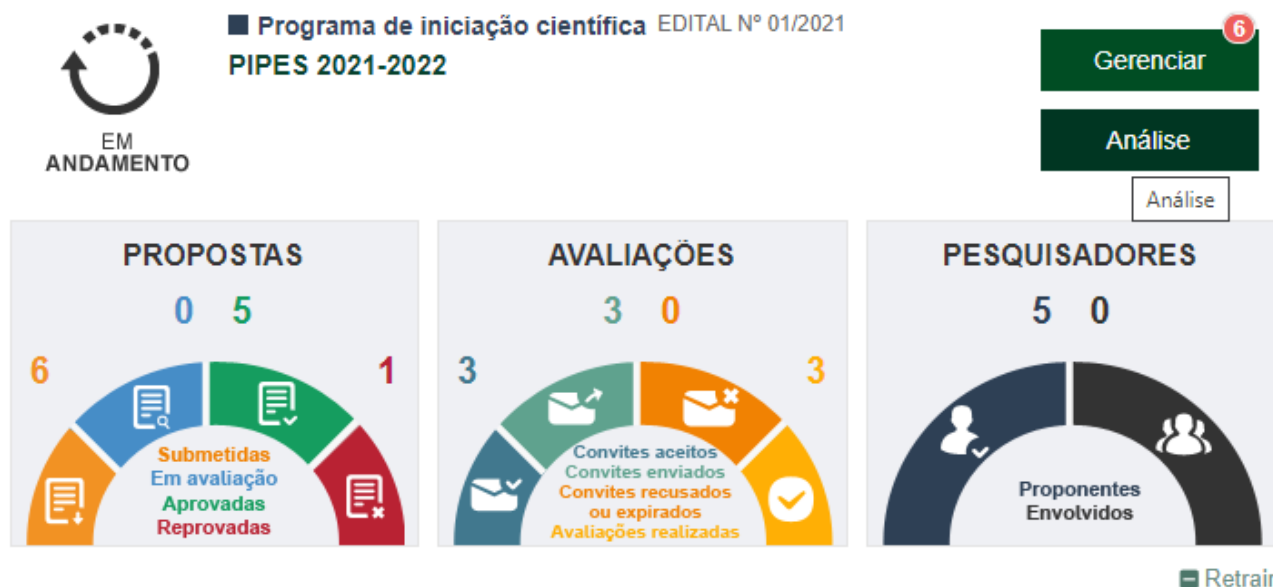 Programa de iniciação científica EDITAL Nº 01/2021
PIPES 2021-2022
EM
ANDAMENTO
6
Gerenciar
Análise
Análise
PROPOSTAS
0 5
6 1
Submetidas
Em avaliação
Aprovadas
Reprovadas
AVALIAÇÕES
3 0
3 3
Convites aceitos
Convites enviados
Convites recusados
ou expirados
Avaliações realizadas
PESQUISADORES
5 0
Proponentes
Envolvidos
Retrair